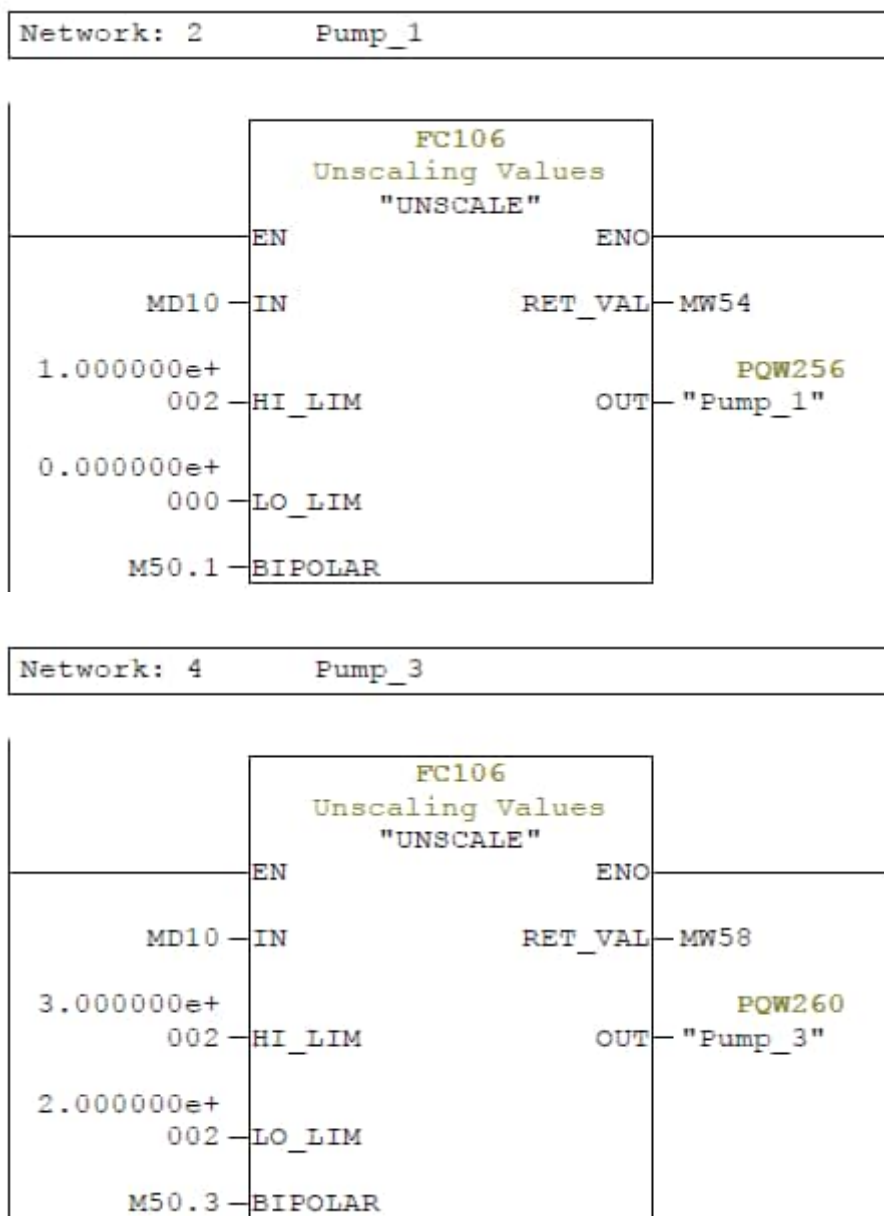 Network: 2 Pump_1
FC106
Unscaling Values
"UNSCALE"
EN ENO
MD10 IN RET_VAL MW54
1.000000e+ PQW256
002 HI_LIM OUT "Pump_1"
0.000000e+
000 LO_LIM
M50.1 BIPOLAR
Network: 4 Pump_3
FC106
Unscaling Values
"UNSCALE"
EN ENO
MD10 IN RET_VAL MW58
3.000000e+ PQW260
002 HI_LIM OUT "Pump_3"
2.000000e+
002 LO_LIM
M50.3 BIPOLAR